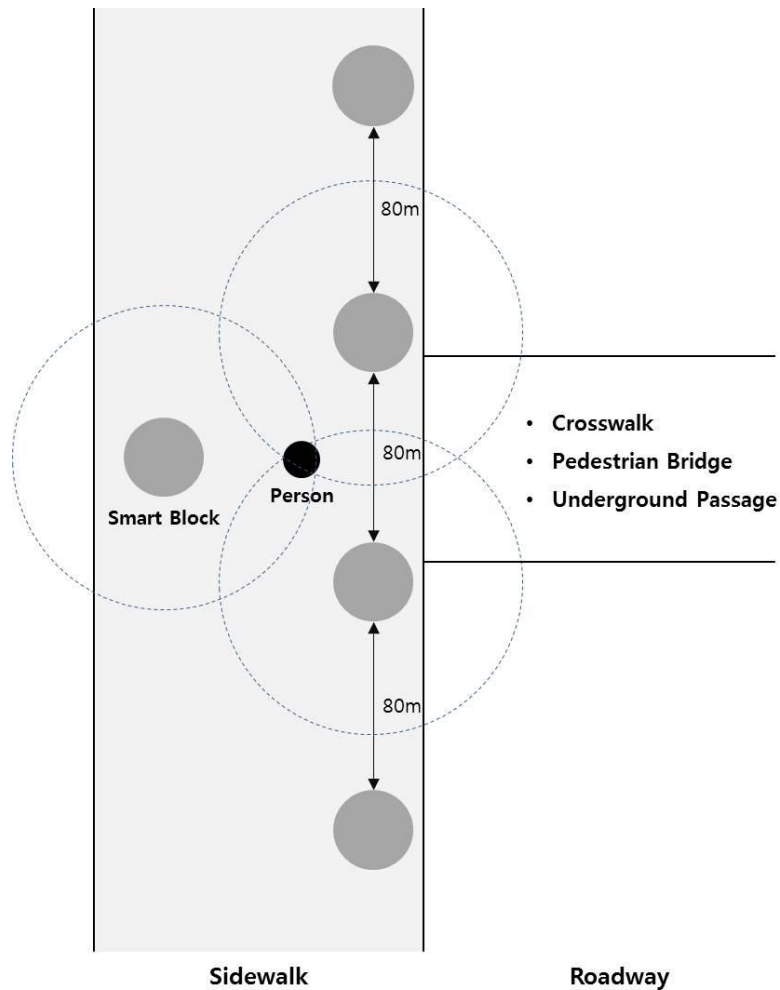 80m
80m
80m
Smart Block
Person
• Crosswalk
• Pedestrian Bridge
• Underground Passage
Sidewalk
Roadway